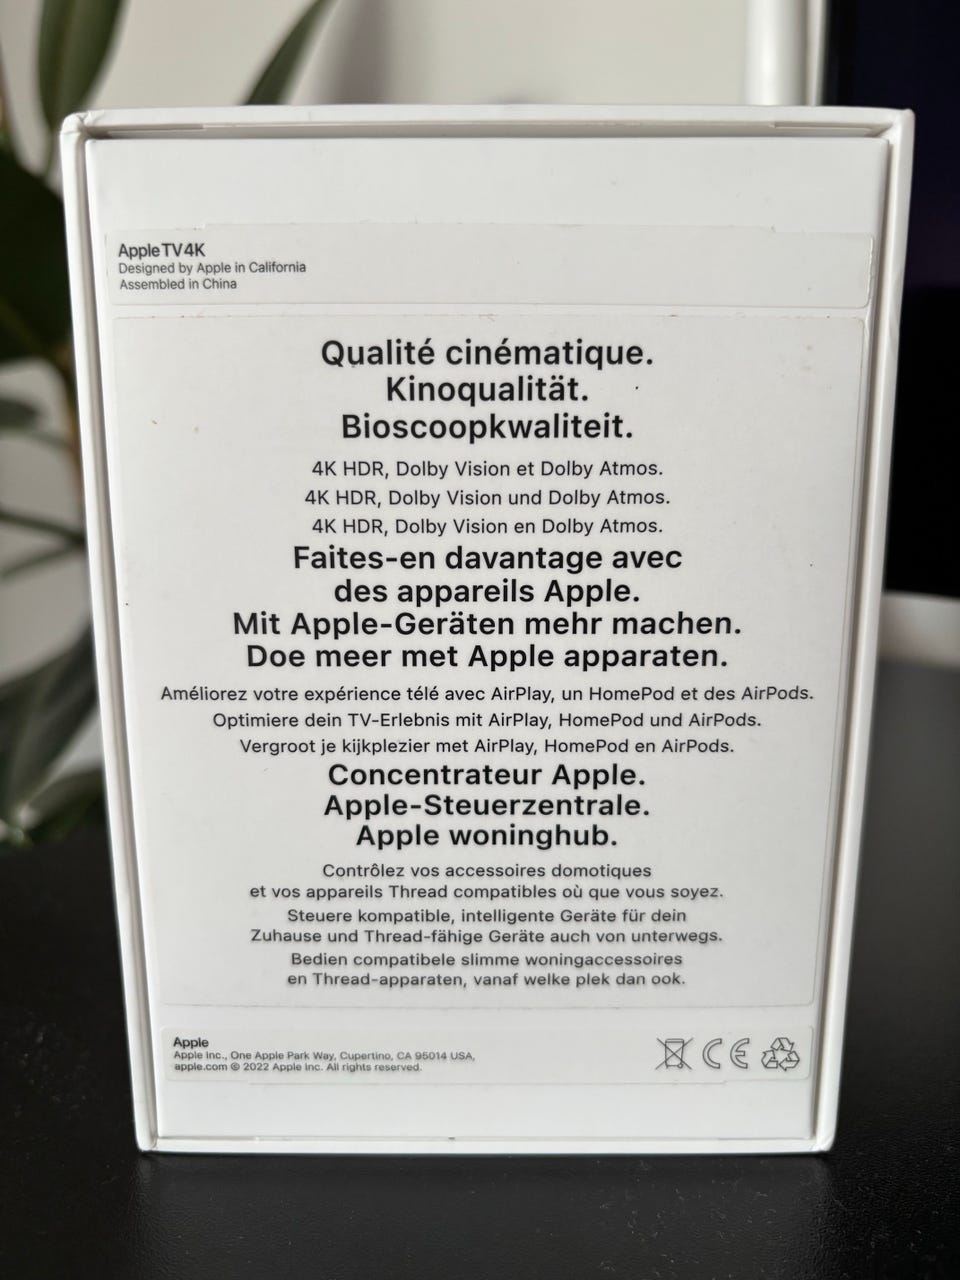 Apple TV 4K
Designed by Apple in California
Assembled in China
Qualité cinématique.
Kinoqualität.
Bioscoopkwaliteit.
4K HDR, Dolby Vision et Dolby Atmos.
4K HDR, Dolby Vision und Dolby Atmos.
4K HDR, Dolby Vision en Dolby Atmos.
Faites-en davantage avec
des appareils Apple.
Mit Apple-Geräten mehr machen.
Doe meer met Apple apparaten.
Améliorez votre expérience télé avec AirPlay, un HomePod et des AirPods.
Optimiere dein TV-Erlebnis mit AirPlay, HomePod und AirPods.
Vergroot je kijkplezier met AirPlay, HomePod en AirPods.
Concentrateur Apple.
Apple-Steuerzentrale.
Apple woninghub.
Contrôlez vos accessoires domotiques
et vos appareils Thread compatibles où que vous soyez.
Steuere kompatible, intelligente Geräte für dein
Zuhause und Thread-fähige Geräte auch von unterwegs.
Bedien compatibele slimme woningaccessoires
en Thread-apparaten, vanaf welke plek dan ook.
Apple
Apple Inc., One Apple Park Way, Cupertino, CA 95014 USA,
apple.com © 2022 Apple Inc. All rights reserved.
CE